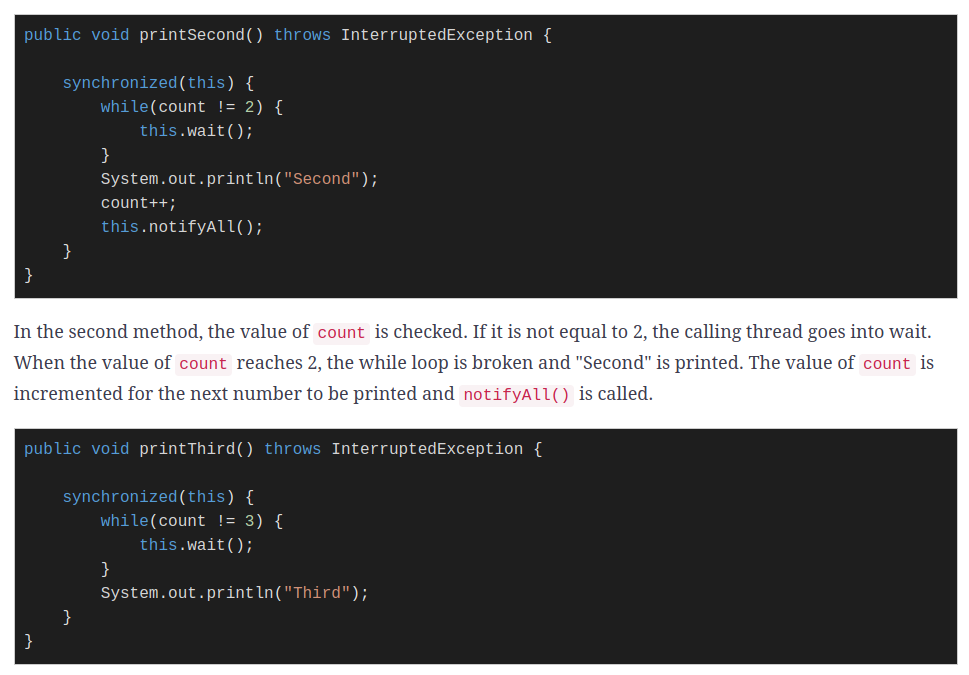 public void printSecond() throws InterruptedException {
    synchronized(this) {
        while(count != 2) {
            this.wait();
        }
        System.out.println("Second");
        count++;
        this.notifyAll();
    }
}
In the second method, the value of count is checked. If it is not equal to 2, the calling thread goes into wait.
When the value of count reaches 2, the while loop is broken and "Second" is printed. The value of count is
incremented for the next number to be printed and notifyAll() is called.
public void printThird() throws InterruptedException {
    synchronized(this) {
        while(count != 3) {
            this.wait();
        }
        System.out.println("Third");
    }
}